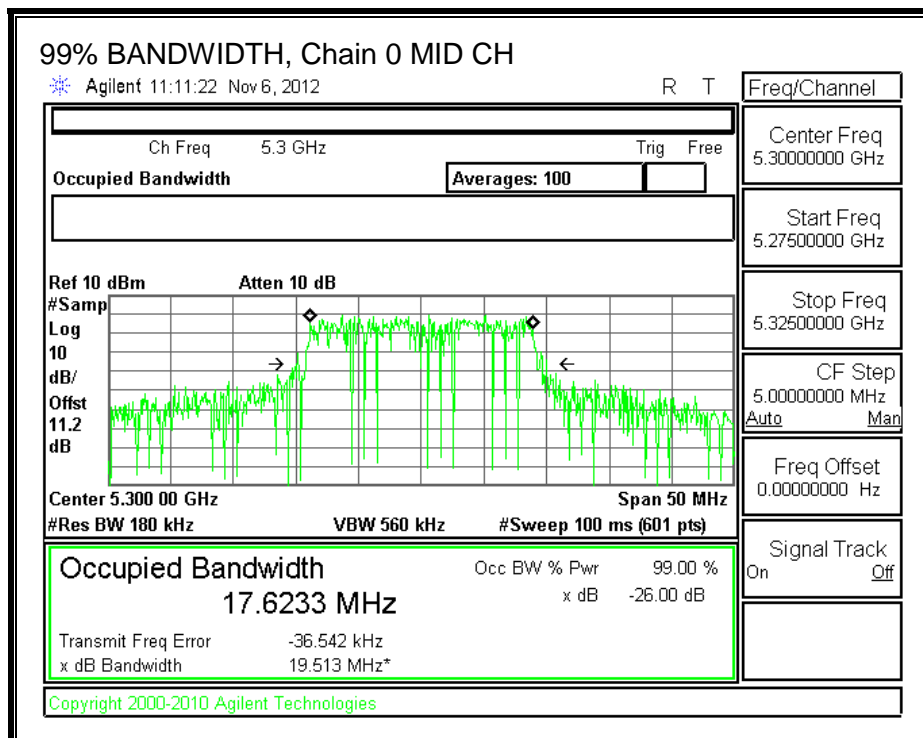 99% BANDWIDTH, Chain 0 MID CH
Agilent 11:11:22 Nov 6, 2012 R T
Freq/Channel
Ch Freq 5.3 GHz Trig Free
Occupied Bandwidth Averages: 100
Center Freq
5.30000000 GHz
Start Freq
5.27500000 GHz
Stop Freq
5.32500000 GHz
CF Step
5.00000000 MHz
Auto Man
Freq Offset
0.00000000 Hz
Signal Track
On Off
Ref 10 dBm Atten 10 dB
#Samp
Log
10
dB/
Offst
11.2
dB
Center 5.300 00 GHz Span 50 MHz
#Res BW 180 kHz VBW 560 kHz #Sweep 100 ms (601 pts)
Occupied Bandwidth Occ BW % Pwr 99.00 %
17.6233 MHz x dB -26.00 dB
Transmit Freq Error -36.542 kHz
x dB Bandwidth 19.513 MHz*
Copyright 2000-2010 Agilent Technologies